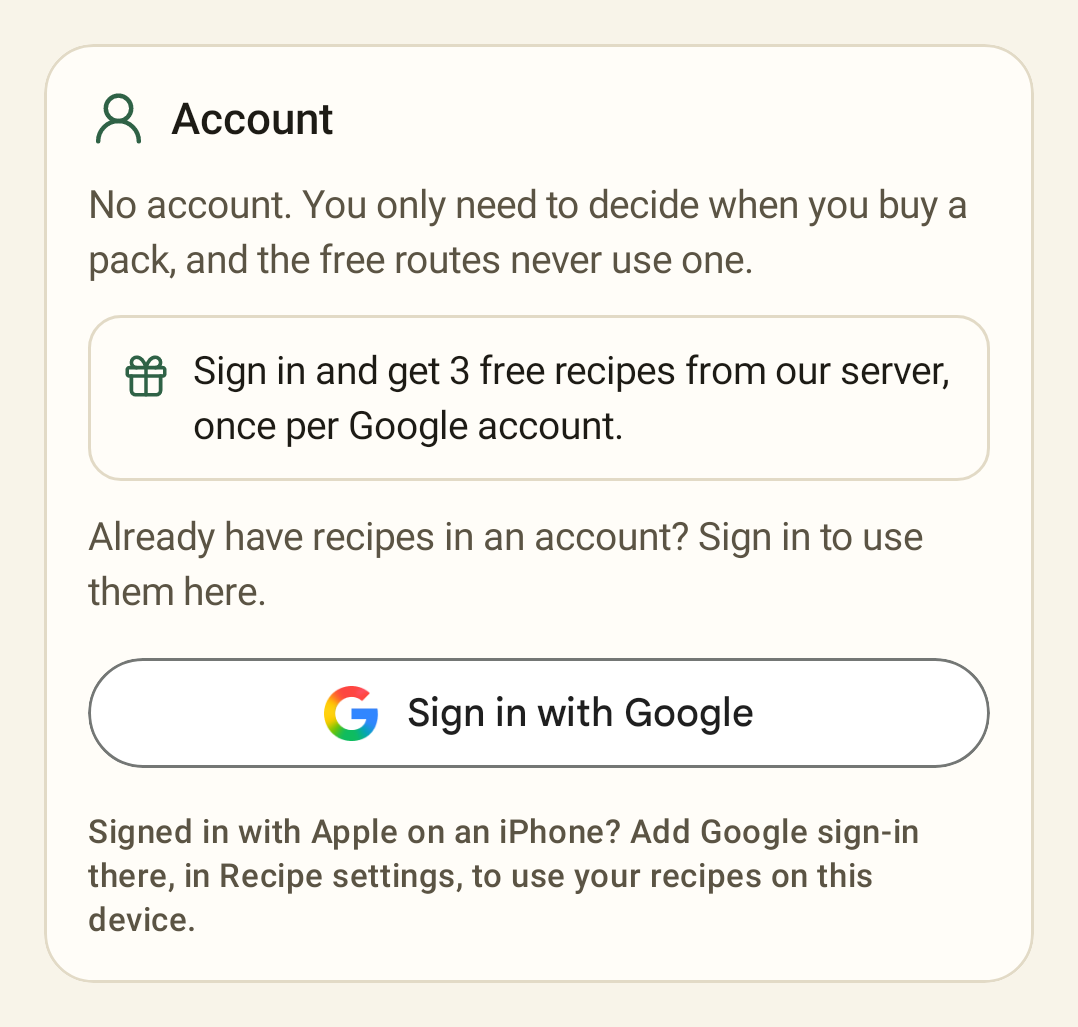 Account
No account. You only need to decide when you buy a
pack, and the free routes never use one.
Sign in and get 3 free recipes from our server,
once per Google account.
Already have recipes in an account? Sign in to use
them here.
Sign in with Google
Signed in with Apple on an iPhone? Add Google sign-in
there, in Recipe settings, to use your recipes on this
device.